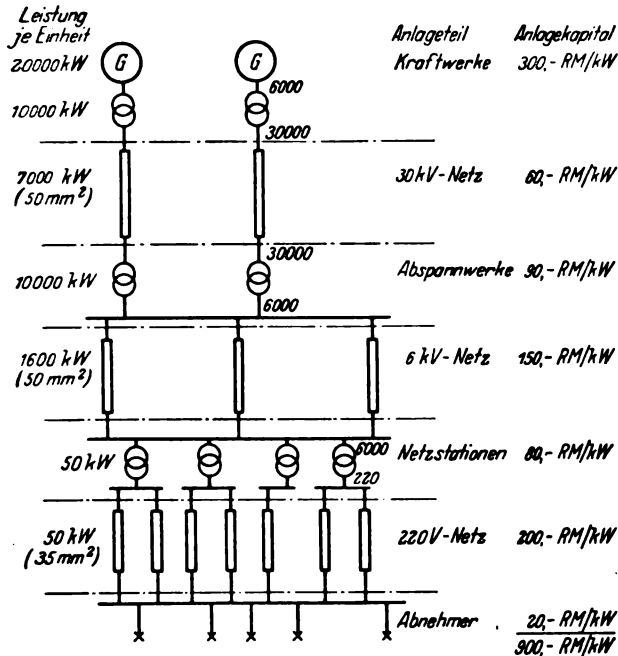 Leistung
je Einheit
Anlageteil Anlagekapital
20000 kW G G Kraftwerke 300,- RM/kW
6000
10000 kW
30000
7000 kW 30 kV-Netz 60,- RM/kW
(50 mm²)
30000
10000 kW Abspannwerke 90,- RM/kW
6000
1600 kW 6 kV-Netz 150,- RM/kW
(50 mm²)
6000
50 kW Netzstationen 80,- RM/kW
220
50 kW 220 V-Netz 200,- RM/kW
(35 mm²)
Abnehmer 20,- RM/kW
900,- RM/kW